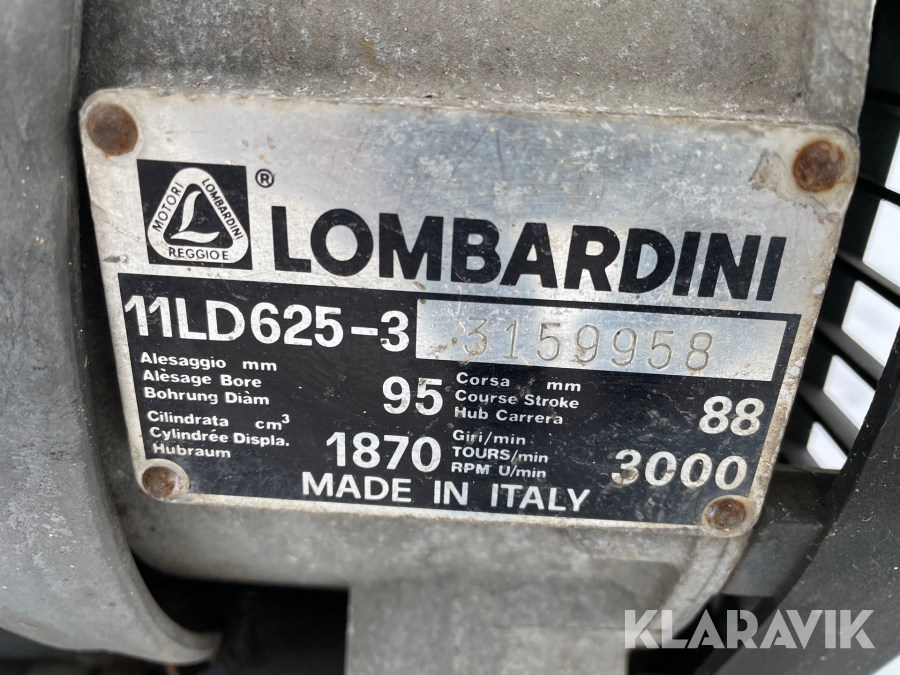 MOTORI LOMBARDINI
REGGIO E
L
®
LOMBARDINI
11LD625-3 3159958
Alesaggio mm
Alèsage Bore
Bohrung Diàm
95
Corsa mm
Course Stroke
Hub Carrera
88
Cilindrata cm³
Cylindrée Displa.
Hubraum
1870
Giri/min
TOURS/min
RPM U/min
3000
MADE IN ITALY
KLARAVIK